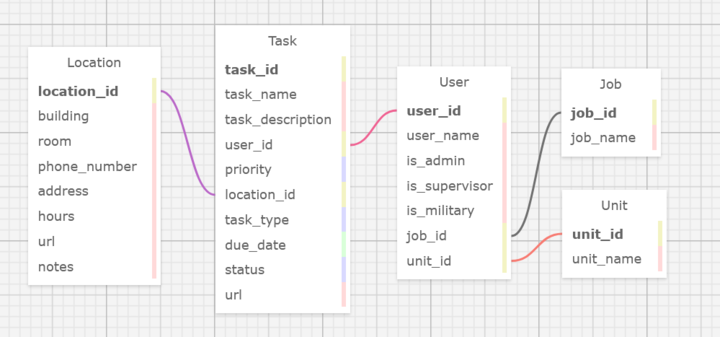 Location
location_id
building
room
phone_number
address
hours
url
notes
Task
task_id
task_name
task_description
user_id
priority
location_id
task_type
due_date
status
url
User
user_id
user_name
is_admin
is_supervisor
is_military
job_id
unit_id
Job
job_id
job_name
Unit
unit_id
unit_name